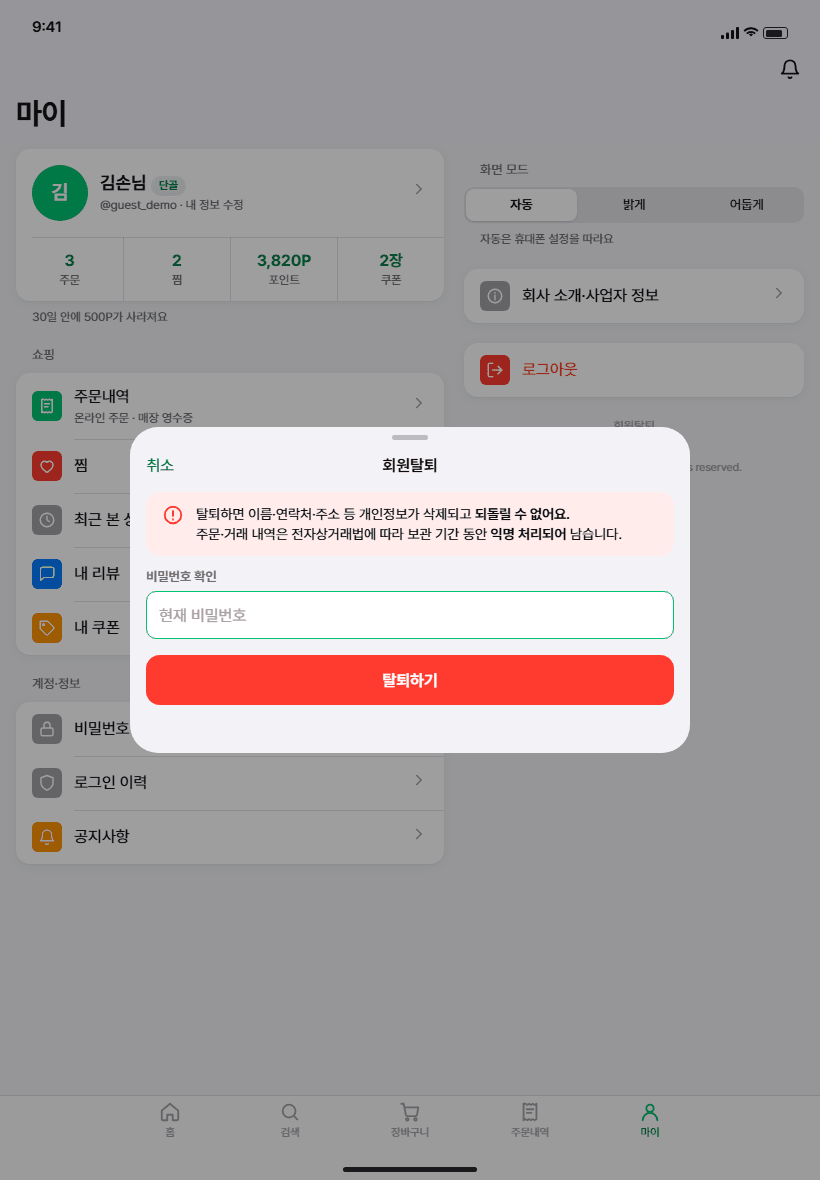 9:41
마이
김
김손님 단골
@guest_demo · 내 정보 수정
3
주문
2
찜
3,820P
포인트
2장
쿠폰
30일 안에 500P가 사라져요
쇼핑
주문내역
온라인 주문 · 매장 영수증
찜
최근 본
내 리뷰
내 쿠폰
계정·정보
비밀번호
로그인 이력
공지사항
화면 모드
자동
밝게
어둡게
자동은 휴대폰 설정을 따라요
회사 소개·사업자 정보
로그아웃
회원탈퇴
s reserved.
취소
회원탈퇴
탈퇴하면 이름·연락처·주소 등 개인정보가 삭제되고 되돌릴 수 없어요.
주문·거래 내역은 전자상거래법에 따라 보관 기간 동안 익명 처리되어 남습니다.
비밀번호 확인
현재 비밀번호
탈퇴하기
홈
검색
장바구니
주문내역
마이